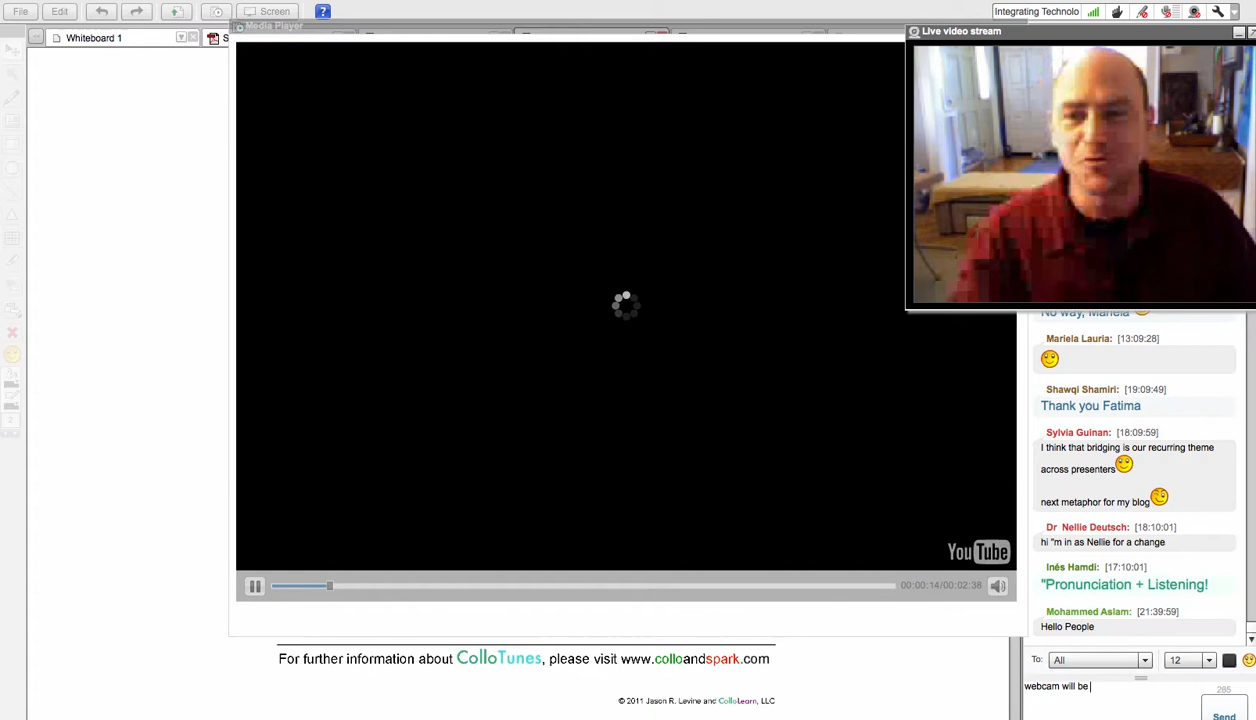 File
Edit
Screen
?
Integrating Technolo
Media Player
Whiteboard 1
S
Live video stream
No way, Mariela
Mariela Lauria: [13:09:28]
Shawqi Shamiri: [19:09:49]
Thank you Fatima
Sylvia Guinan: [18:09:59]
I think that bridging is our recurring theme
across presenters
next metaphor for my blog
Dr Nellie Deutsch: [18:10:01]
hi "m in as Nellie for a change
Inés Hamdi: [17:10:01]
"Pronunciation + Listening!
Mohammed Aslam: [21:39:59]
Hello People
YouTube
00:00:14/00:02:38
To: All 12
webcam will be
285
Send
For further information about ColloTunes, please visit www.colloandspark.com
© 2011 Jason R. Levine and ColloLearn, LLC